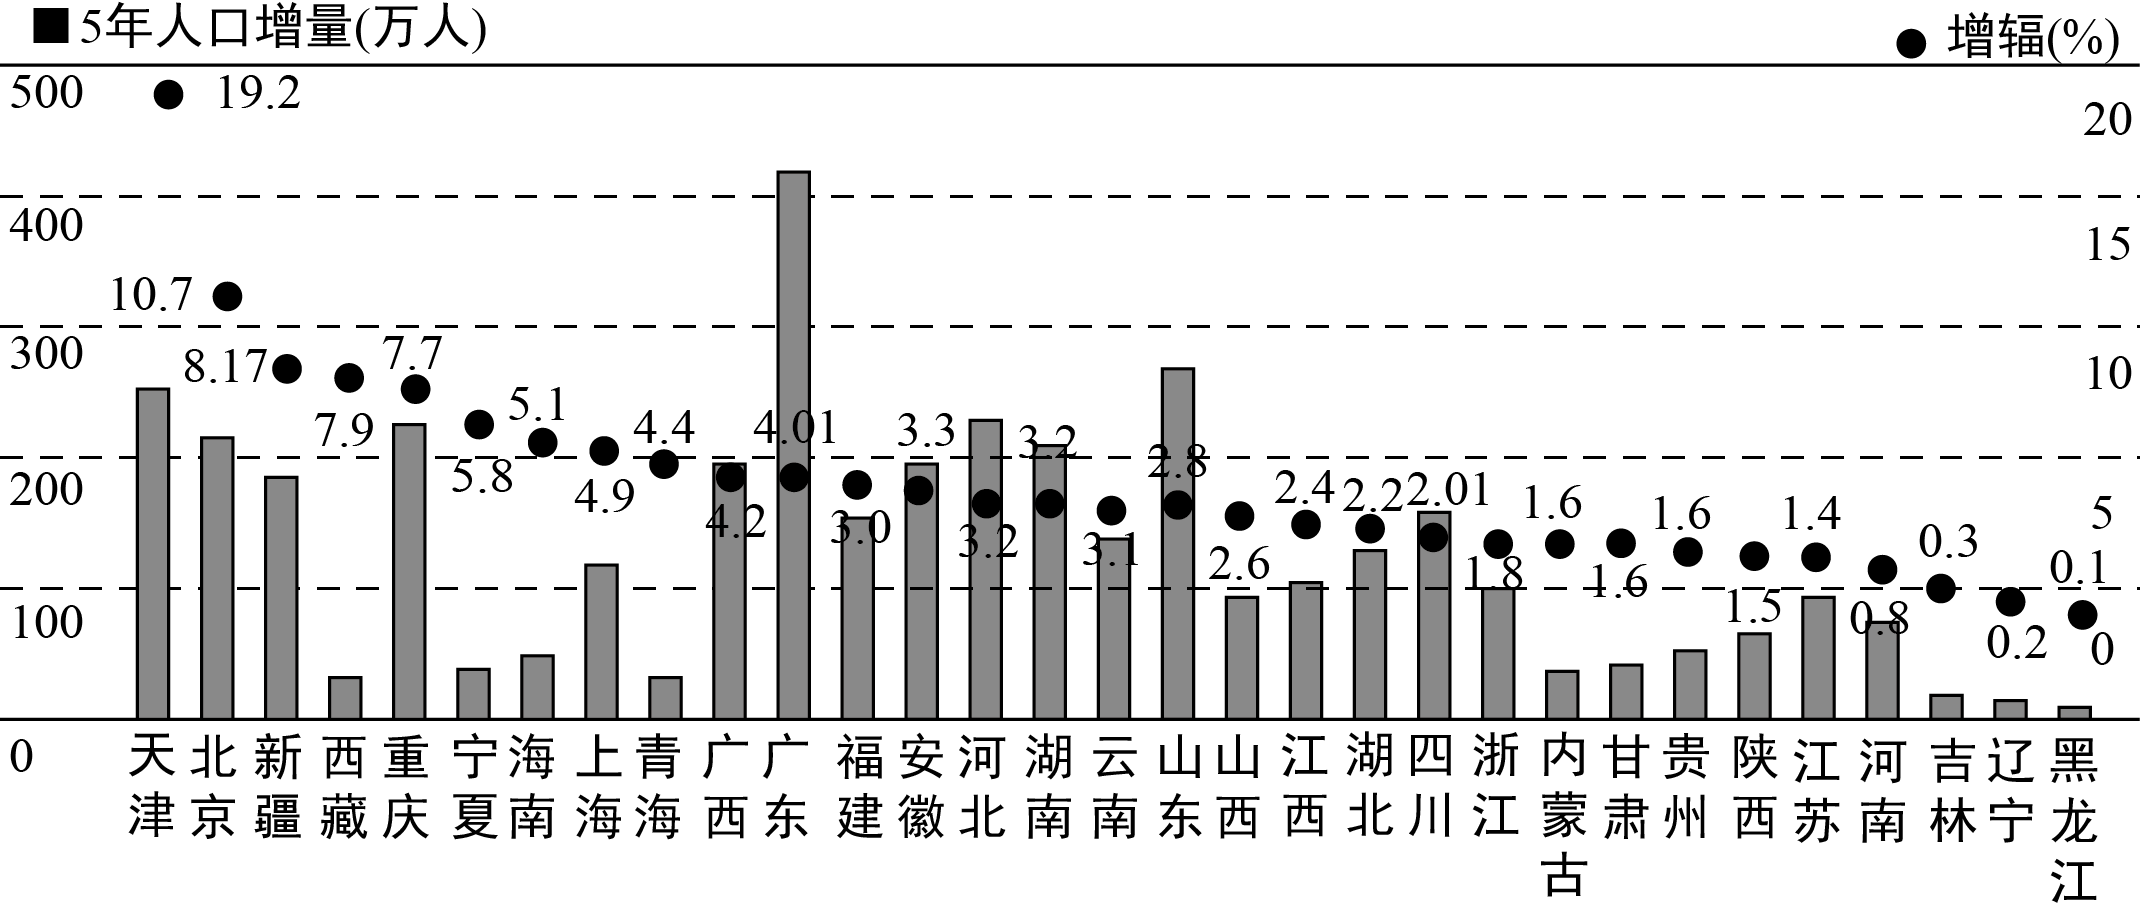 ■5年人口增量(万人)
● 增辐(%)
500
19.2
20
400
15
10.7
300
8.17
7.7
10
7.9
5.1
5.8
4.9
4.4
4.2
4.01
3.0
3.3
3.2
3.2
3.1
2.8
2.6
2.4
2.2
2.01
1.8
1.6
1.6
1.6
1.5
1.4
0.8
0.3
0.2
0.1
200
5
100
0
0
天津
北京
新疆
西藏
重庆
宁夏
海南
上海
青海
广西
广东
福建
安徽
河北
湖南
云南
山东
山西
江西
湖北
四川
浙江
内蒙古
甘肃
贵州
陕西
江苏
河南
吉林
辽宁
黑龙江